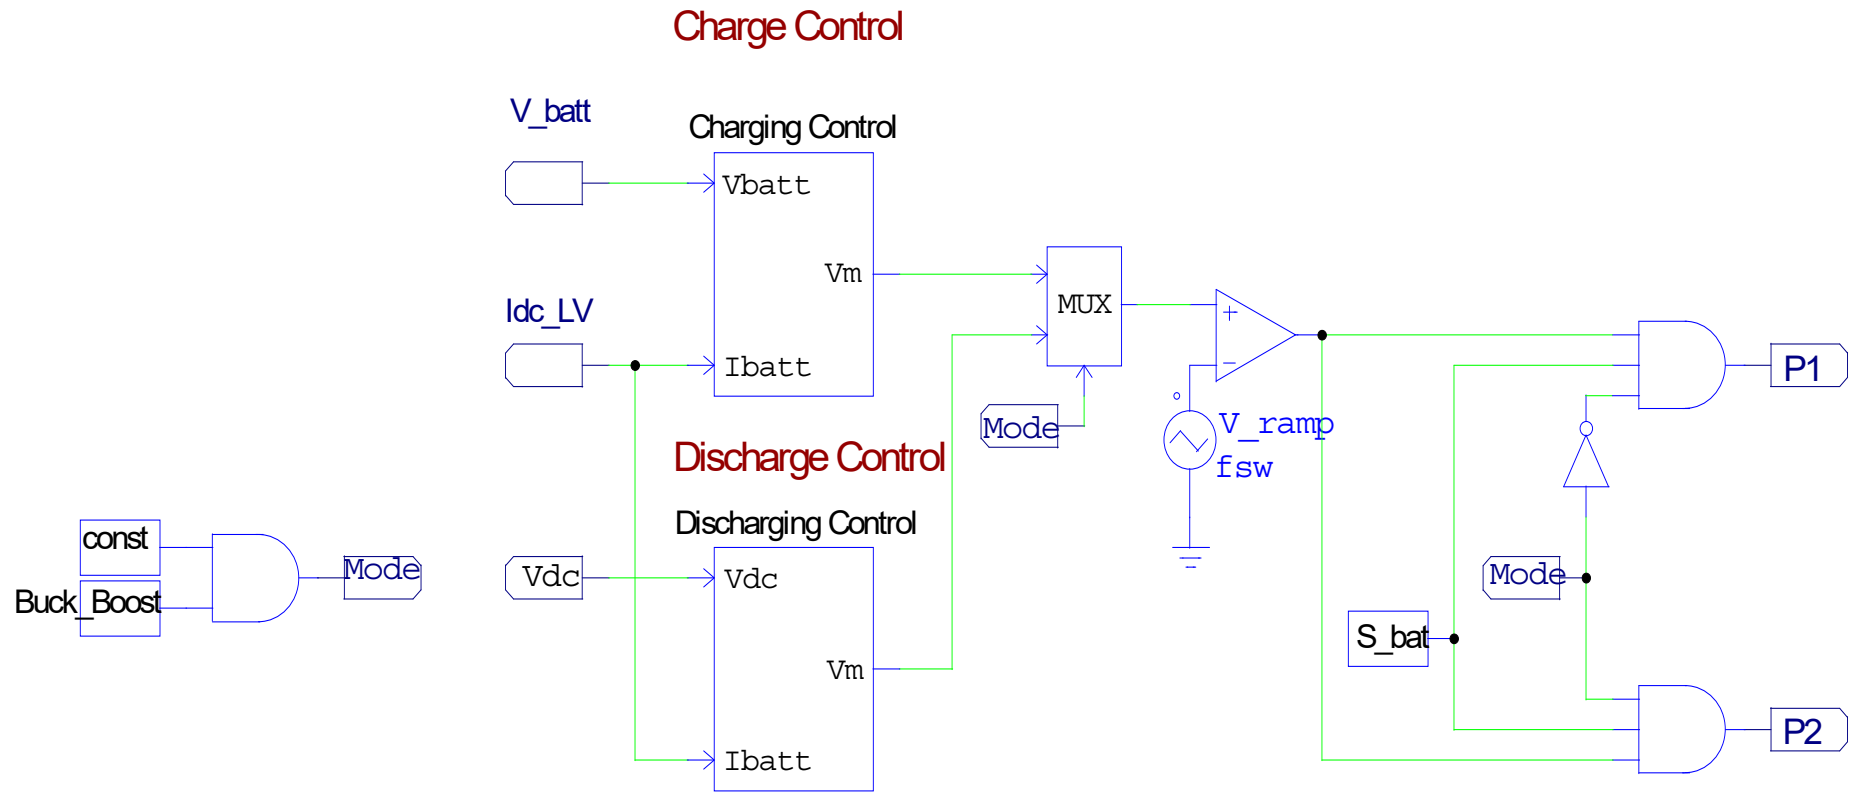 Charge Control
V_batt
Charging Control
Vbatt
Vm
Idc_LV
Ibatt
MUX
+
−
Mode
V_ramp
fsw
P1
Discharge Control
Discharging Control
const
Buck_Boost
Mode
Vdc
Vdc
Vm
Ibatt
Mode
S_bat
P2